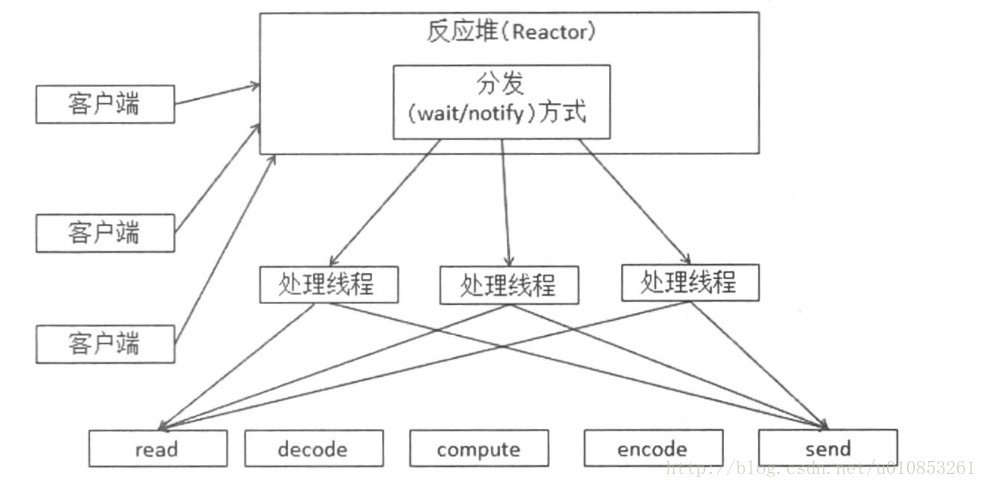 反应堆(Reactor)
分发
(wait/notify)方式
客户端
客户端
客户端
处理线程
处理线程
处理线程
read
decode
compute
encode
send
http://blog.csdn.net/u010853261